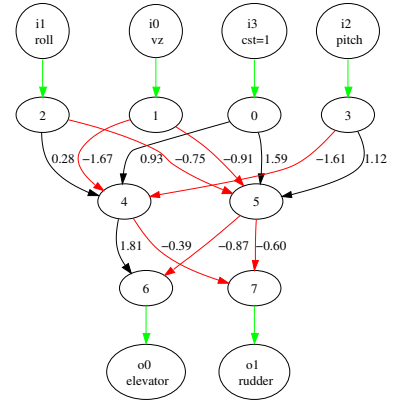 i1 i0 i3 i2
roll vz cst=1 pitch
2 1 0 3
0.28 −1.67 0.93 −0.75 −0.91 1.59 −1.61 1.12
4 5
1.81 −0.39 −0.87 −0.60
6 7
o0 o1
elevator rudder